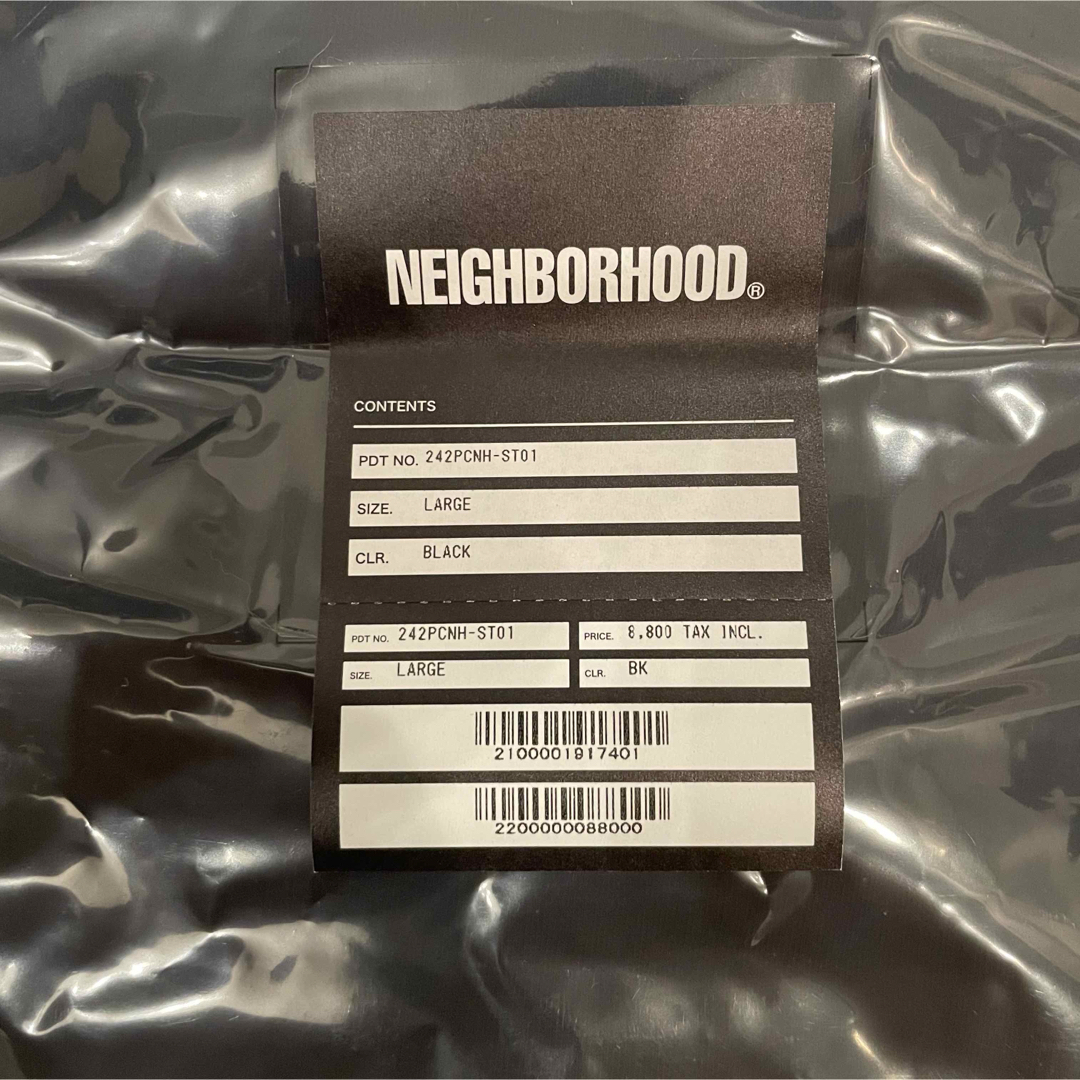 NEIGHBORHOOD®
CONTENTS
PDT NO. 242PCNH-ST01
SIZE. LARGE
CLR. BLACK
PDT NO. 242PCNH-ST01 PRICE. 8,800 TAX INCL.
SIZE. LARGE CLR. BK
2100001917401
2200000088000